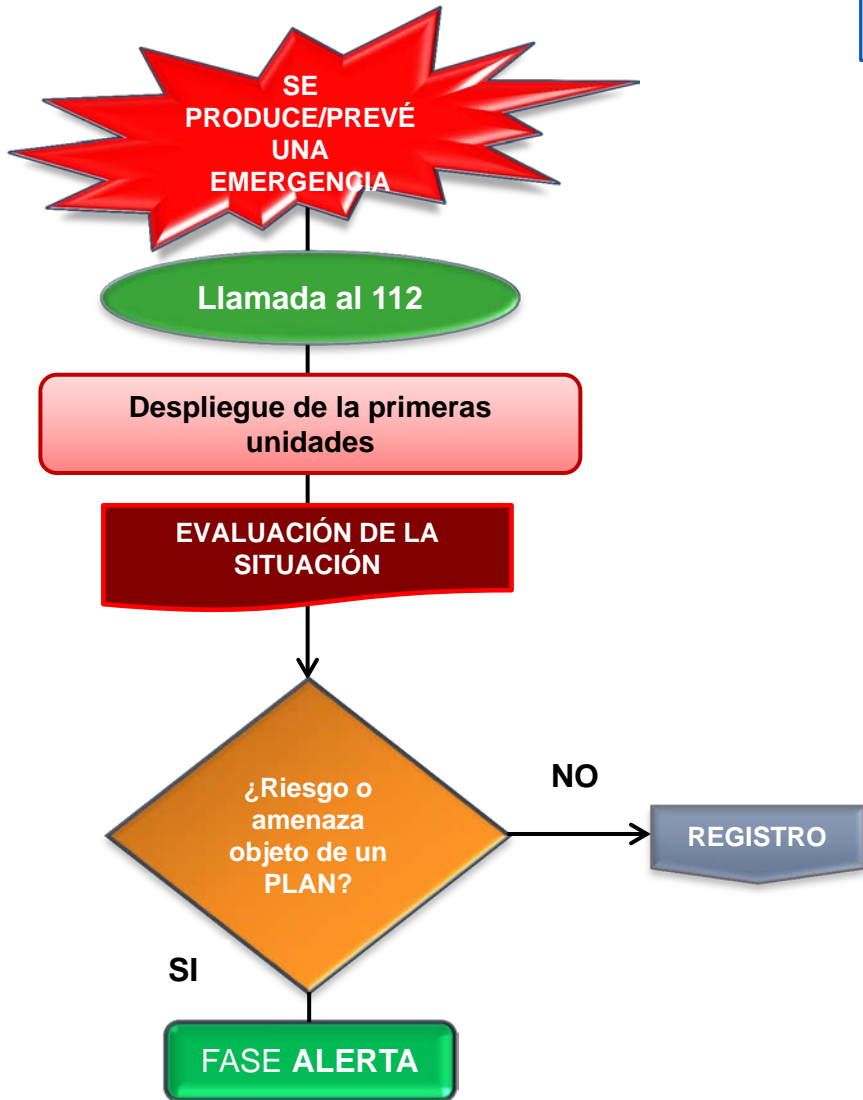 SE
PRODUCE/PREVÉ
UNA
EMERGENCIA
Llamada al 112
Despliegue de la primeras
unidades
EVALUACIÓN DE LA
SITUACIÓN
¿Riesgo o
amenaza
objeto de un
PLAN?
NO
REGISTRO
SI
FASE ALERTA